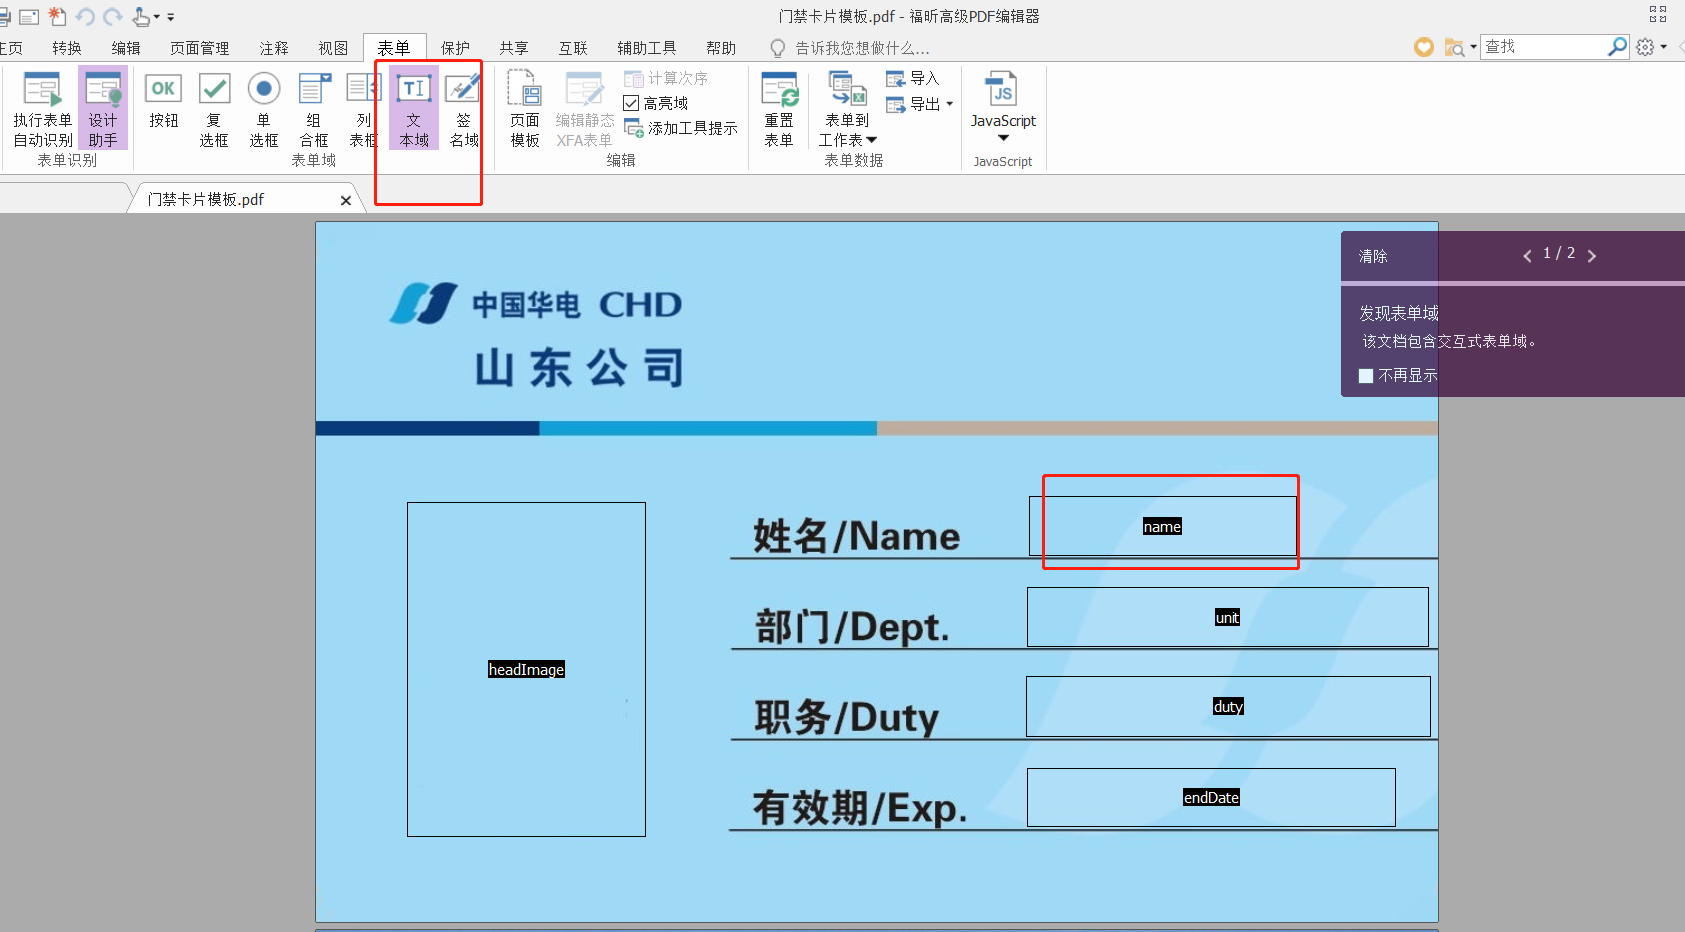 门禁卡片模板.pdf - 福昕高级PDF编辑器
主页 转换 编辑 页面管理 注释 视图 表单 保护 共享 互联 辅助工具 帮助 告诉我您想做什么... 查找
执行表单
自动识别
设计
助手
表单识别
OK
按钮
复
选框
单
选框
组
合框
列
表框
文
本域
签
名域
表单域
页面
模板
编辑静态
XFA表单
计算次序
高亮域
添加工具提示
编辑
重置
表单
表单到
工作表
导入
导出
表单数据
JS
JavaScript
JavaScript
门禁卡片模板.pdf
清除 1 / 2
发现表单域
该文档包含交互式表单域。
不再显示
中国华电 CHD
山东公司
headImage
姓名/Name name
部门/Dept. unit
职务/Duty duty
有效期/Exp. endDate